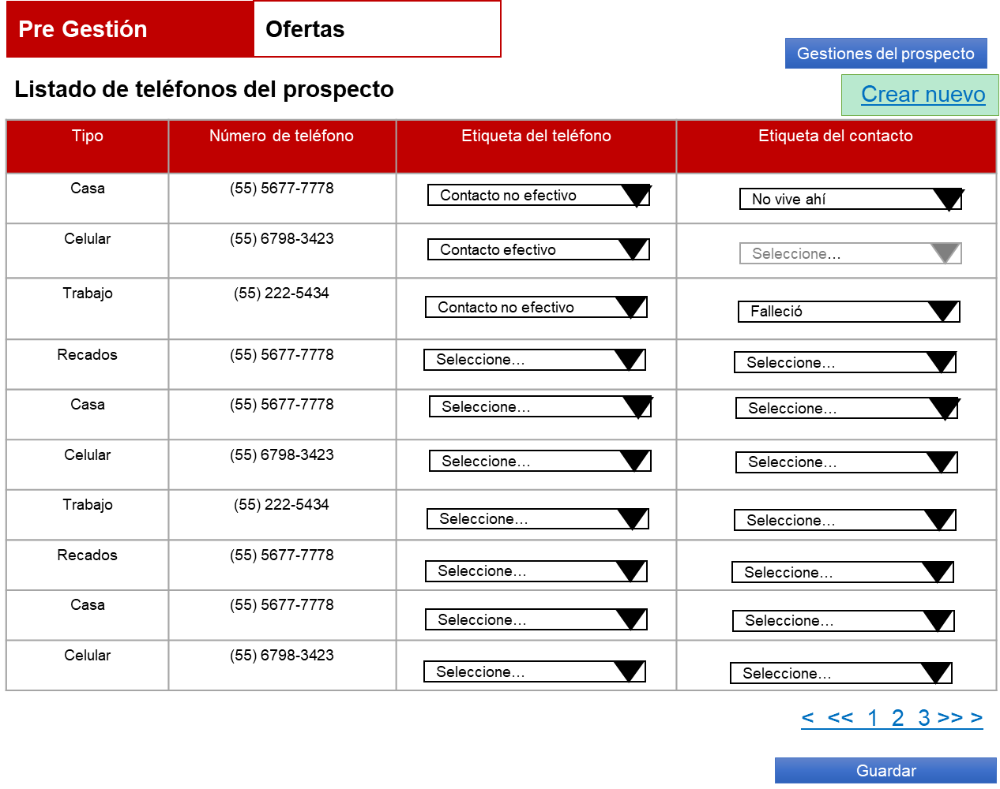 Pre Gestión Ofertas
Gestiones del prospecto
Listado de teléfonos del prospecto
Crear nuevo
Tipo Número de teléfono Etiqueta del teléfono Etiqueta del contacto
Casa (55) 5677-7778 Contacto no efectivo No vive ahí
Celular (55) 6798-3423 Contacto efectivo Seleccione...
Trabajo (55) 222-5434 Contacto no efectivo Falleció
Recados (55) 5677-7778 Seleccione... Seleccione...
Casa (55) 5677-7778 Seleccione... Seleccione...
Celular (55) 6798-3423 Seleccione... Seleccione...
Trabajo (55) 222-5434 Seleccione... Seleccione...
Recados (55) 5677-7778 Seleccione... Seleccione...
Casa (55) 5677-7778 Seleccione... Seleccione...
Celular (55) 6798-3423 Seleccione... Seleccione...
< << 1 2 3 >> >
Guardar